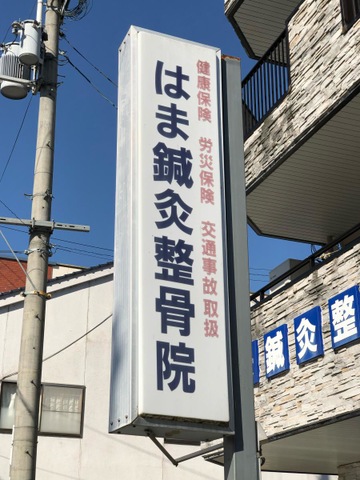 健康保険 労災保険 交通事故 取扱
はま鍼灸整骨院
鍼灸整